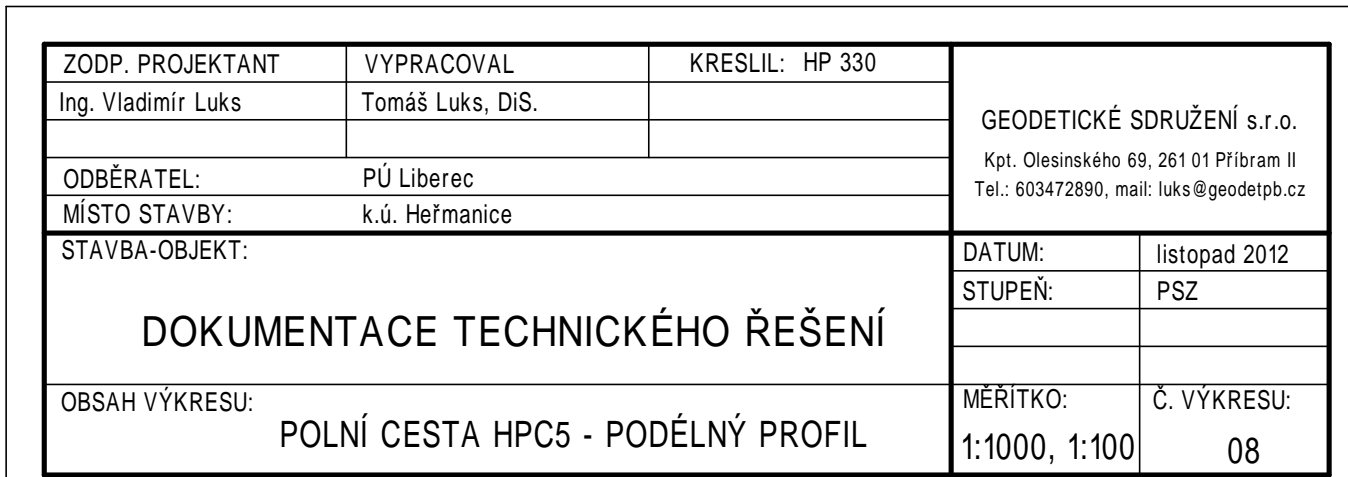 ZODP. PROJEKTANT VYPRACOVAL KRESLIL: HP 330
Ing. Vladimír Luks Tomáš Luks, DiS.
GEODETICKÉ SDRUŽENÍ s.r.o.
Kpt. Olesinského 69, 261 01 Příbram II
Tel.: 603472890, mail: luks@geodetpb.cz
ODBĚRATEL: PÚ Liberec
MÍSTO STAVBY: k.ú. Heřmanice
STAVBA-OBJEKT:
DOKUMENTACE TECHNICKÉHO ŘEŠENÍ
DATUM: listopad 2012
STUPEŇ: PSZ
OBSAH VÝKRESU:
POLNÍ CESTA HPC5 - PODÉLNÝ PROFIL
MĚŘÍTKO: Č. VÝKRESU:
1:1000, 1:100 08